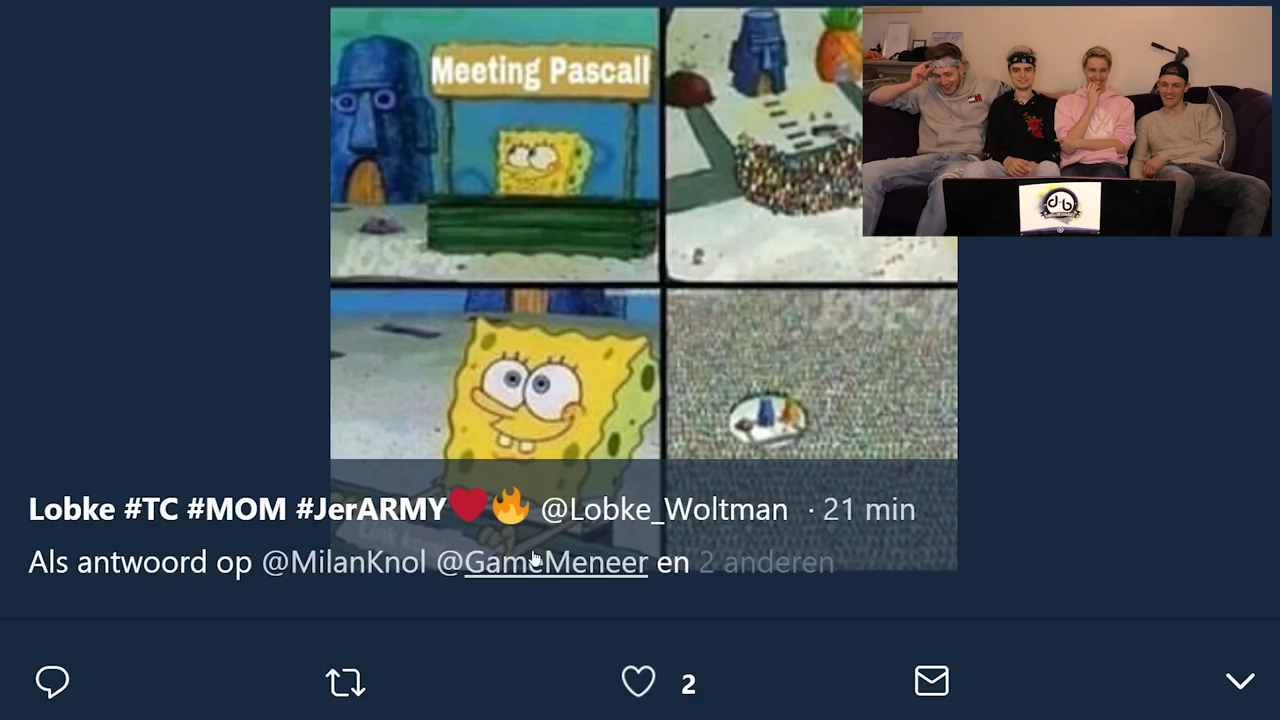 Meeting Pascall
Lobke #TC #MOM #JerARMY❤🔥 @Lobke_Woltman · 21 min
Als antwoord op @MilanKnol @GameMeneer en 2 anderen
2